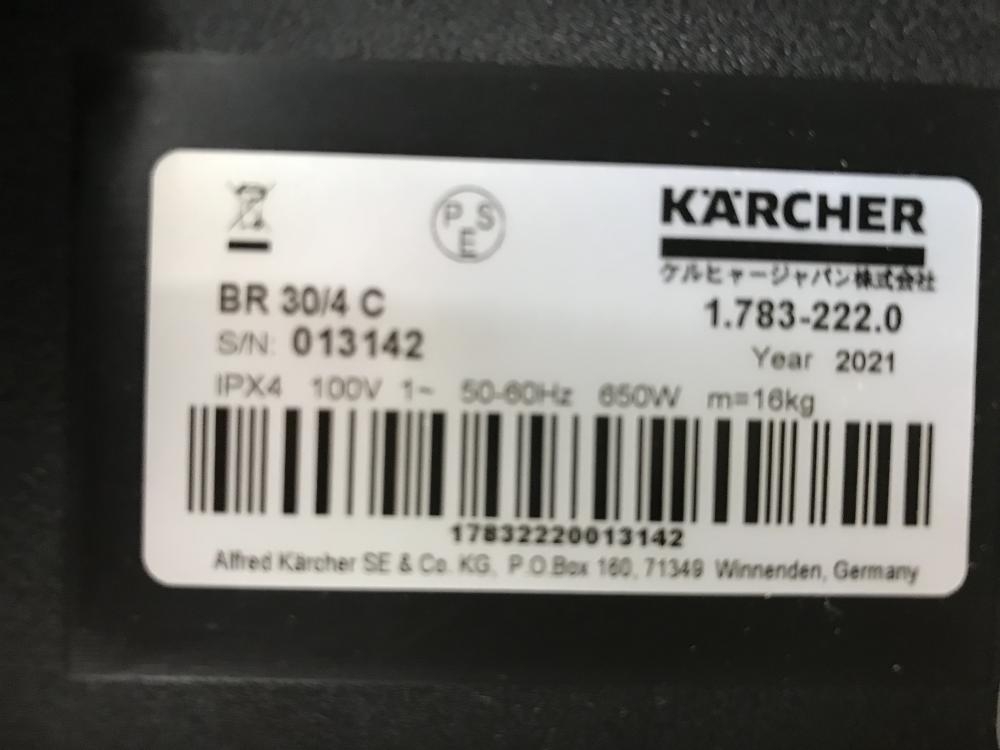 PSE
KÄRCHER
ケルヒャージャパン株式会社
BR 30/4 C
1.783-222.0
S/N: 013142
Year 2021
IPX4 100V 1~ 50-60Hz 650W m=16kg
17832220013142
Alfred Kärcher SE & Co. KG, P.O.Box 160, 71349 Winnenden, Germany